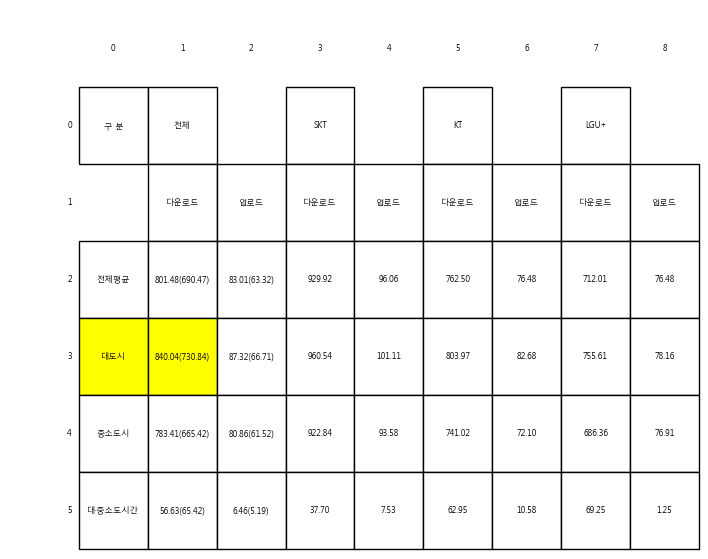 0 1 2 3 4 5 6 7 8
0 구 분 전체 SKT KT LGU+
1 다운로드 업로드 다운로드 업로드 다운로드 업로드 다운로드 업로드
2 전체평균 801.48(690.47) 83.01(63.32) 929.92 96.06 762.50 76.48 712.01 76.48
3 대도시 840.04(730.84) 87.32(66.71) 960.54 101.11 803.97 82.68 755.61 78.16
4 중소도시 783.41(665.42) 80.86(61.52) 922.84 93.58 741.02 72.10 686.36 76.91
5 대중소도시간 56.63(65.42) 6.46(5.19) 37.70 7.53 62.95 10.58 69.25 1.25